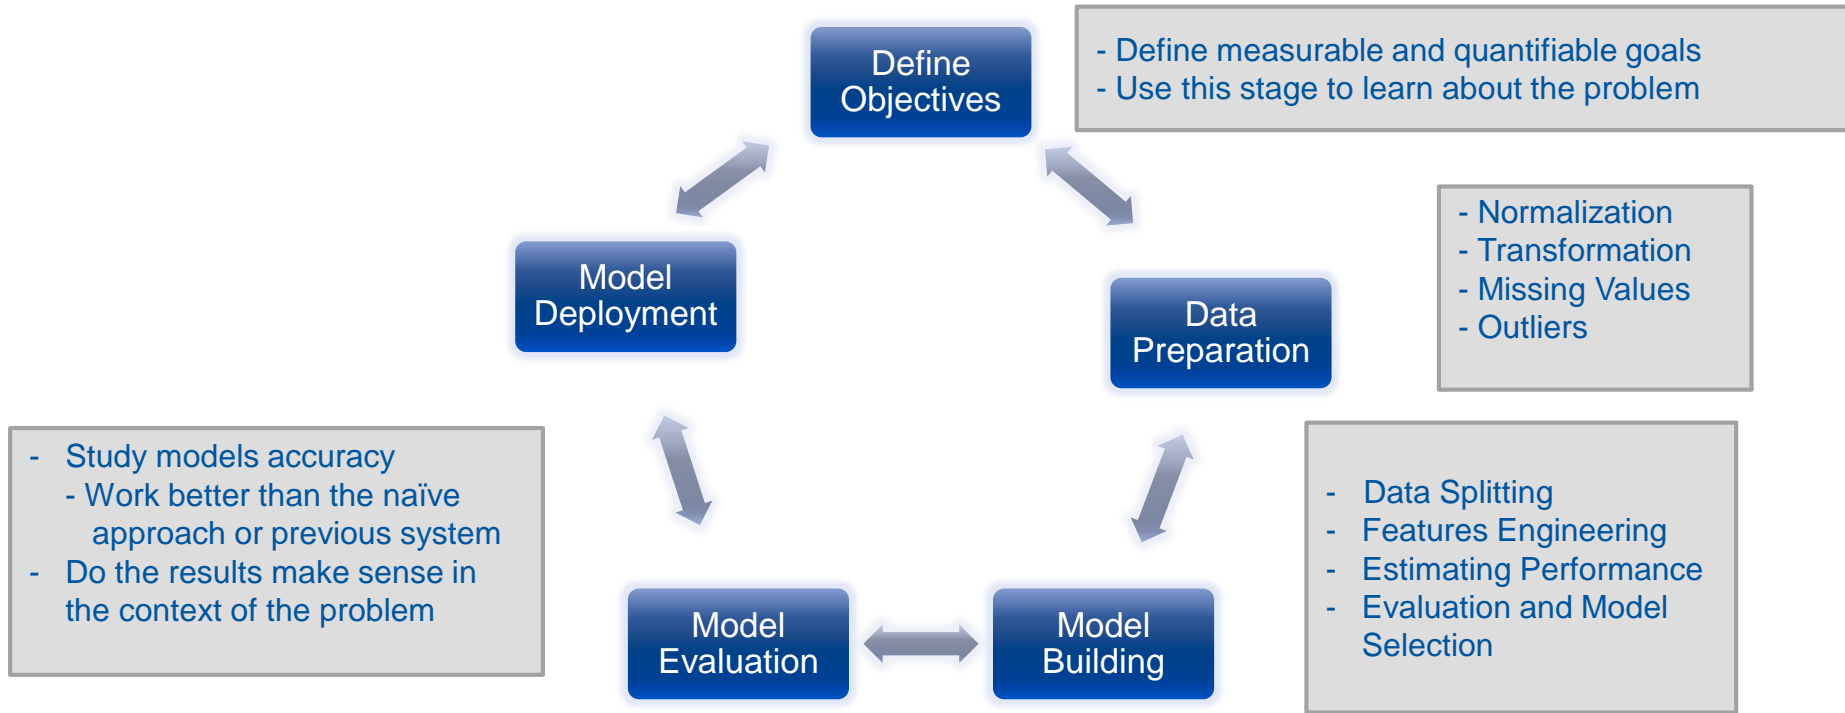 Define
Objectives
- Define measurable and quantifiable goals
- Use this stage to learn about the problem
Model
Deployment
Data
Preparation
- Normalization
- Transformation
- Missing Values
- Outliers
- Study models accuracy
- Work better than the naïve
approach or previous system
- Do the results make sense in
the context of the problem
- Data Splitting
- Features Engineering
- Estimating Performance
- Evaluation and Model
Selection
Model
Evaluation
Model
Building